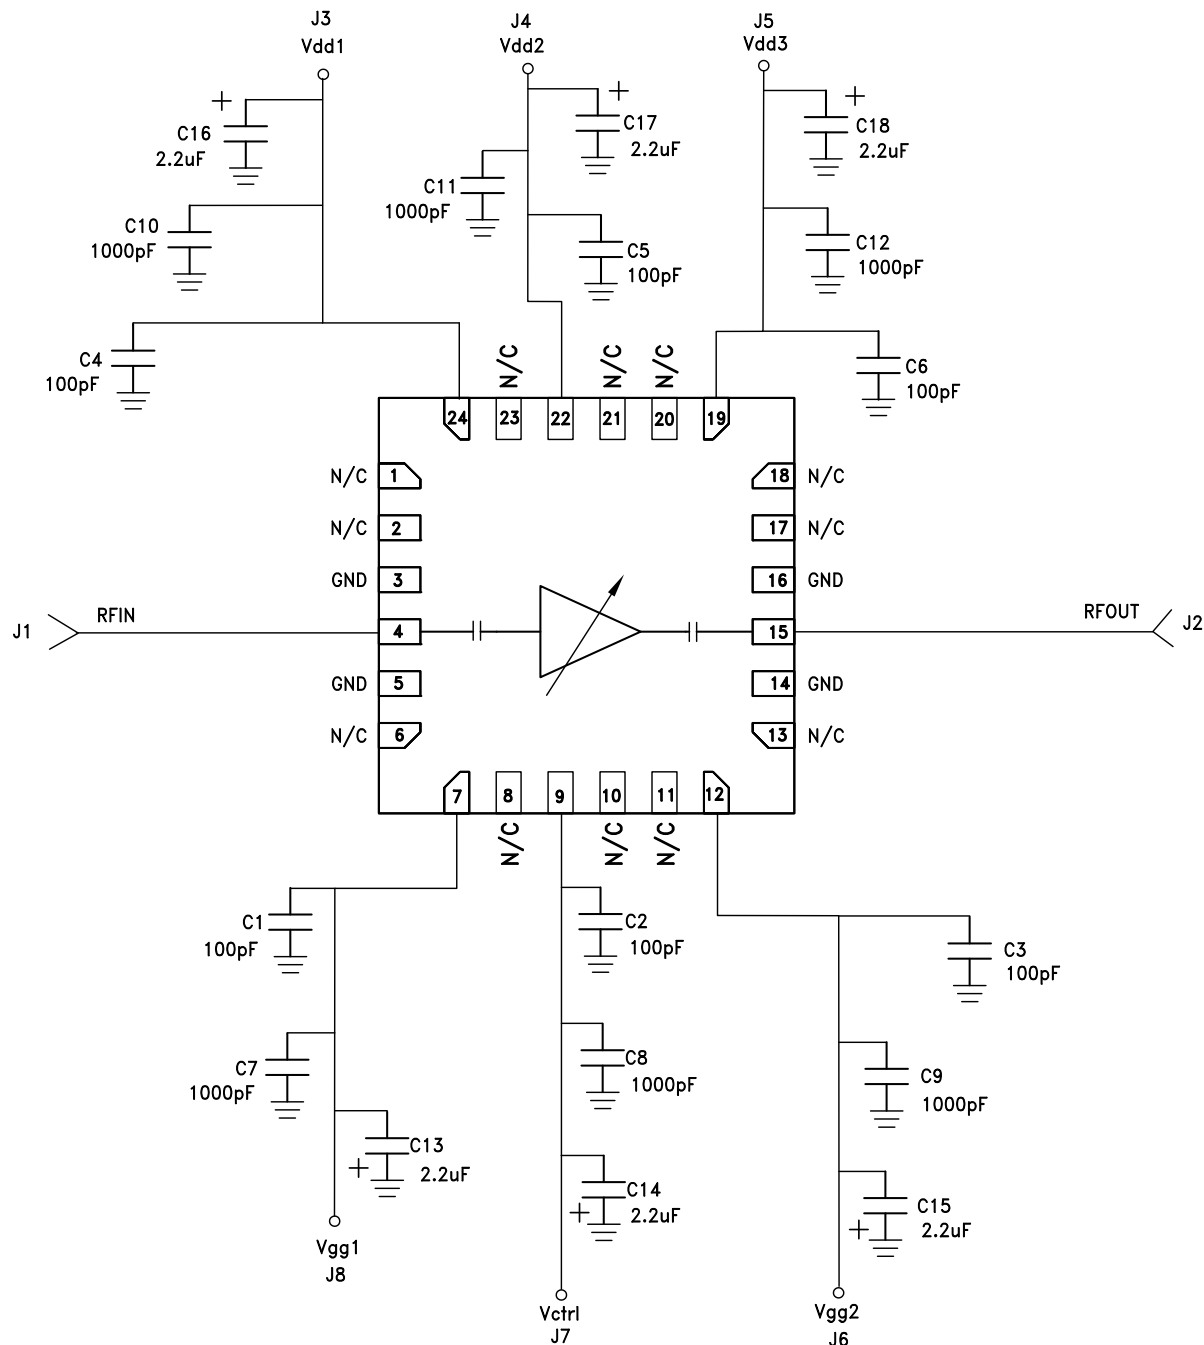 J3
Vdd1
J4
Vdd2
J5
Vdd3
+
C16
2.2uF
+
C17
2.2uF
+
C18
2.2uF
C10
1000pF
C11
1000pF
C5
100pF
C12
1000pF
C4
100pF
C6
100pF
N/C
N/C
N/C
24
23
22
21
20
19
N/C
1
18
N/C
N/C
2
17
N/C
GND
3
16
GND
J1
RFIN
4
15
RFOUT
J2
GND
5
14
GND
N/C
6
13
N/C
7
8
9
10
11
12
N/C
N/C
N/C
C1
100pF
C2
100pF
C3
100pF
C7
1000pF
C8
1000pF
C9
1000pF
C13
+
2.2uF
C14
+
2.2uF
C15
+
2.2uF
Vgg1
J8
Vctrl
J7
Vgg2
J6